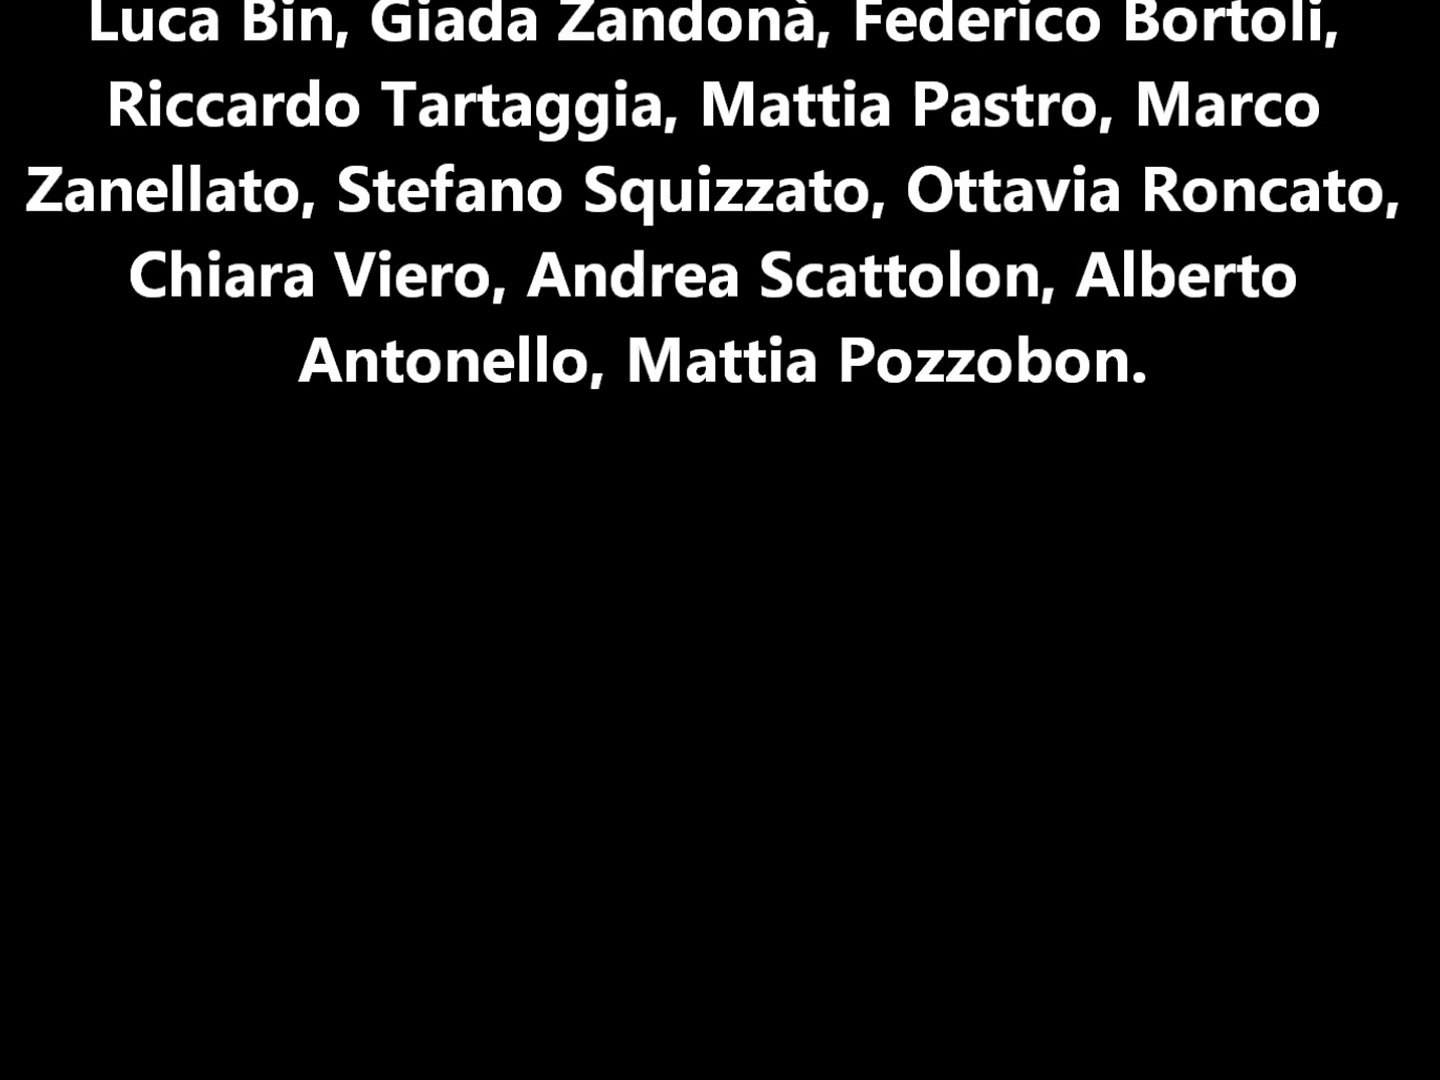 Luca Bin, Giada Zandonà, Federico Bortoli,
Riccardo Tartaggia, Mattia Pastro, Marco
Zanellato, Stefano Squizzato, Ottavia Roncato,
Chiara Viero, Andrea Scattolon, Alberto
Antonello, Mattia Pozzobon.